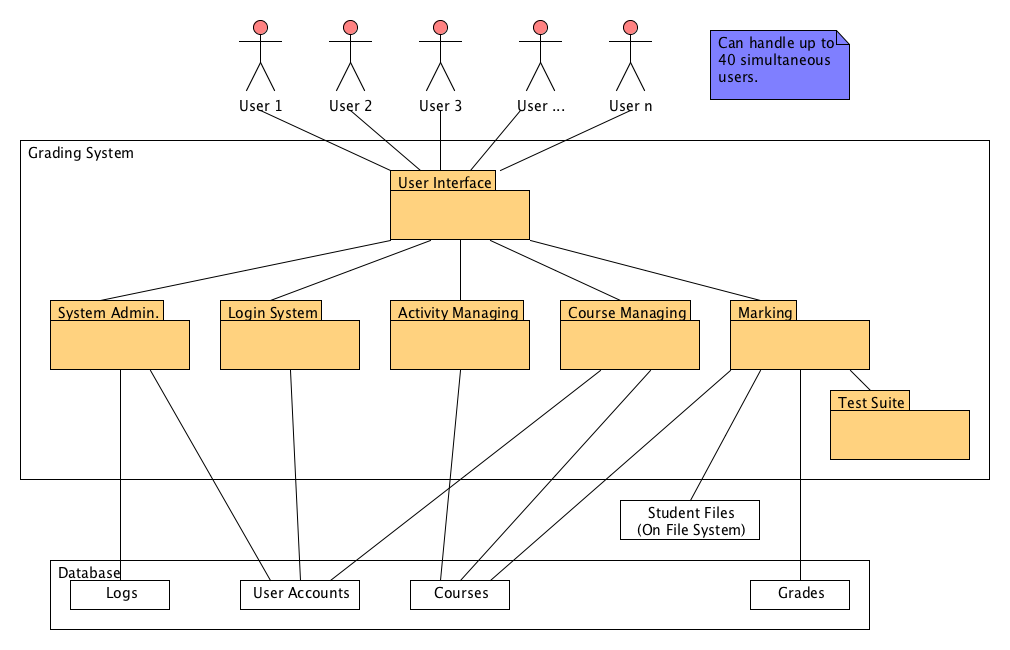 Can handle up to
40 simultaneous
users.
User 1
User 2
User 3
User ...
User n
Grading System
User Interface
System Admin.
Login System
Activity Managing
Course Managing
Marking
Test Suite
Student Files
(On File System)
Database
Logs
User Accounts
Courses
Grades